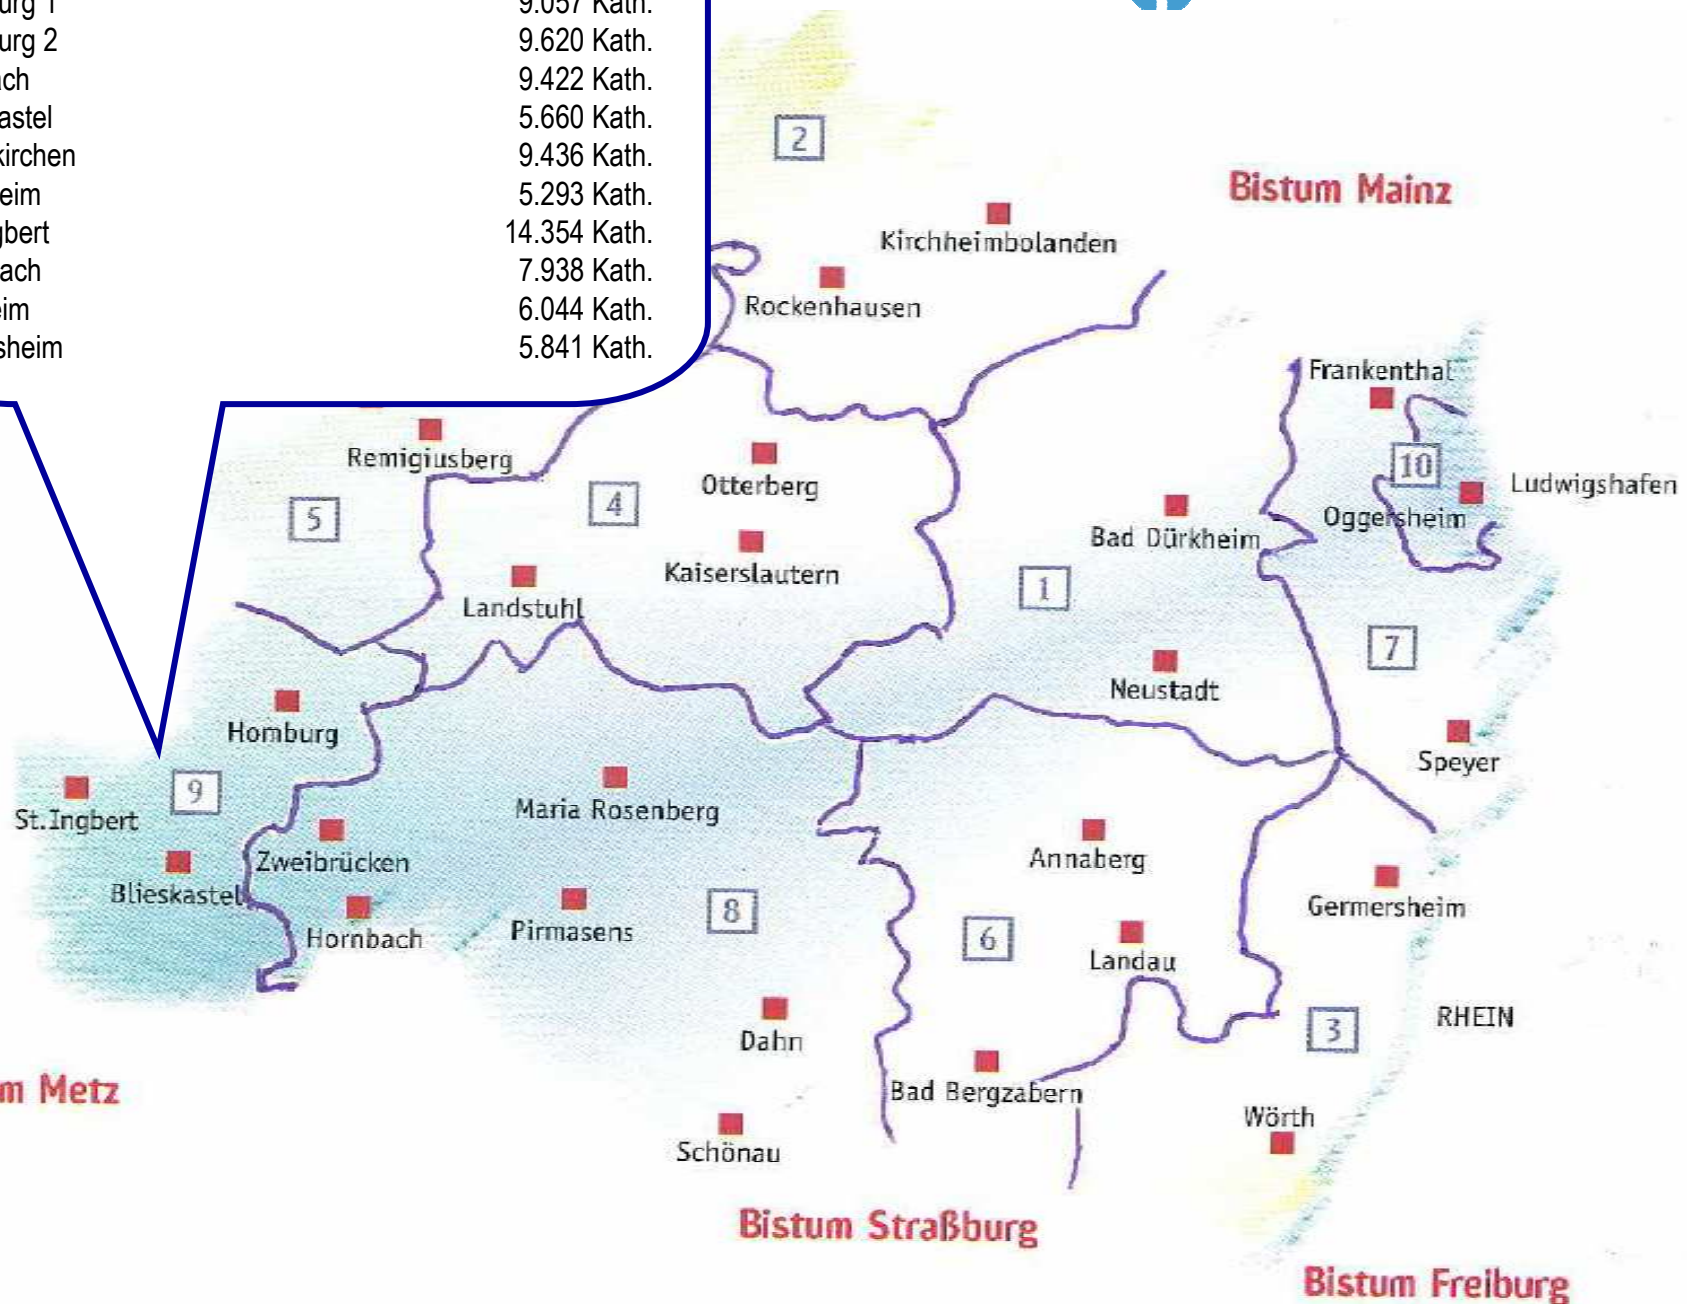 urg 1 9.057 Kath.
urg 2 9.620 Kath.
ach 9.422 Kath.
astel 5.660 Kath.
kirchen 9.436 Kath.
eim 5.293 Kath.
gbert 14.354 Kath.
ach 7.938 Kath.
eim 6.044 Kath.
sheim 5.841 Kath.
2
Bistum Mainz
Kirchheimbolanden
Rockenhausen
Frankenthal
Remigiusberg
Otterberg
10
Ludwigshafen
5
4
Oggersheim
Bad Dürkheim
Kaiserslautern
1
Landstuhl
7
Neustadt
Homburg
Speyer
9
St.Ingbert
Maria Rosenberg
Zweibrücken
Annaberg
Blieskastel
Germersheim
8
Hornbach
Pirmasens
6
Landau
3
RHEIN
Dahn
m Metz
Bad Bergzabern
Wörth
Schönau
Bistum Straßburg
Bistum Freiburg